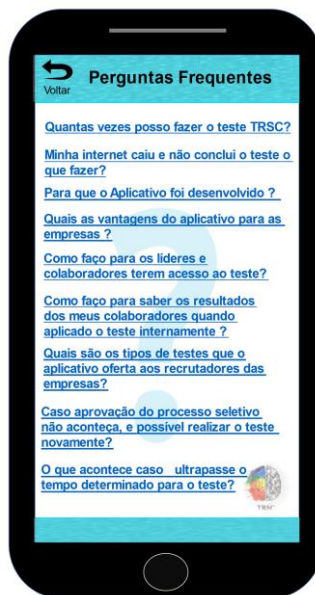 Voltar
Perguntas Frequentes
Quantas vezes posso fazer o teste TRSC?
Minha internet caiu e não conclui o teste o
que fazer?
Para que o Aplicativo foi desenvolvido ?
Quais as vantagens do aplicativo para as
empresas ?
Como faço para os líderes e
colaboradores terem acesso ao teste?
Como faço para saber os resultados
dos meus colaboradores quando
aplicado o teste internamente ?
Quais são os tipos de testes que o
aplicativo oferta aos recrutadores das
empresas?
Caso aprovação do processo seletivo
não aconteça, e possível realizar o teste
novamente?
O que acontece caso ultrapasse o
tempo determinado para o teste?